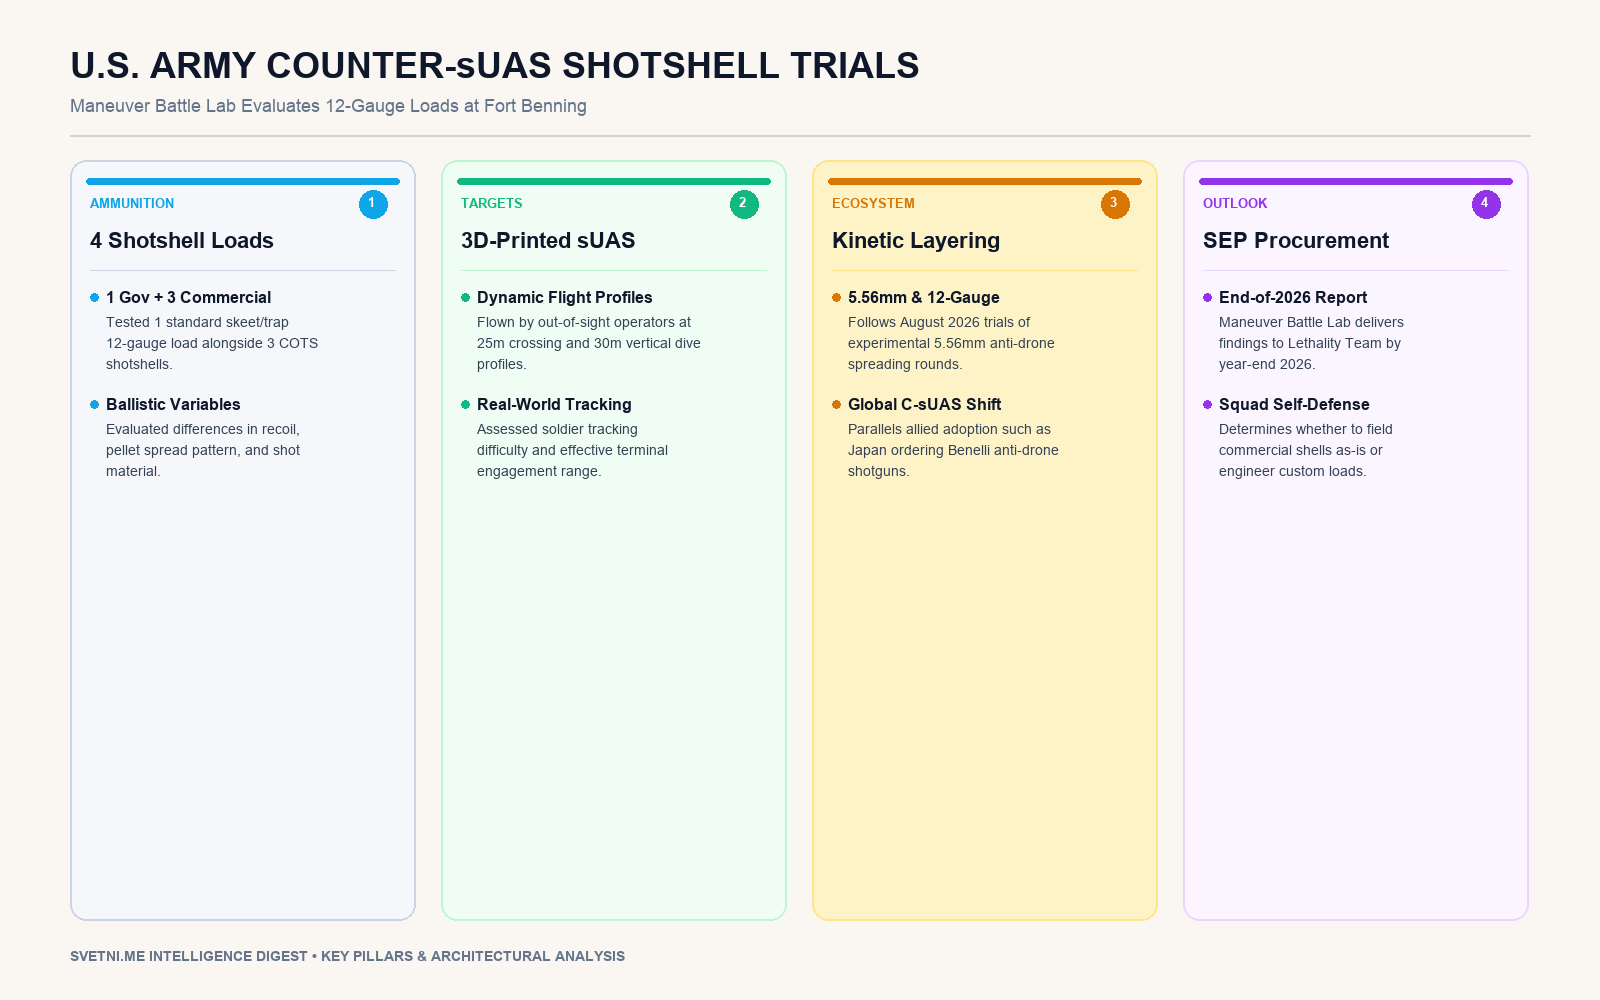 U.S. ARMY COUNTER-sUAS SHOTSHELL TRIALS
Maneuver Battle Lab Evaluates 12-Gauge Loads at Fort Benning
AMMUNITION
1
4 Shotshell Loads
1 Gov + 3 Commercial
Tested 1 standard skeet/trap
12-gauge load alongside 3 COTS
shotshells.
Ballistic Variables
Evaluated differences in recoil,
pellet spread pattern, and shot
material.
TARGETS
2
3D-Printed sUAS
Dynamic Flight Profiles
Flown by out-of-sight operators at
25m crossing and 30m vertical dive
profiles.
Real-World Tracking
Assessed soldier tracking
difficulty and effective terminal
engagement range.
ECOSYSTEM
3
Kinetic Layering
5.56mm & 12-Gauge
Follows August 2026 trials of
experimental 5.56mm anti-drone
spreading rounds.
Global C-sUAS Shift
Parallels allied adoption such as
Japan ordering Benelli anti-drone
shotguns.
OUTLOOK
4
SEP Procurement
End-of-2026 Report
Maneuver Battle Lab delivers
findings to Lethality Team by
year-end 2026.
Squad Self-Defense
Determines whether to field
commercial shells as-is or
engineer custom loads.
SVETNI.ME INTELLIGENCE DIGEST • KEY PILLARS & ARCHITECTURAL ANALYSIS